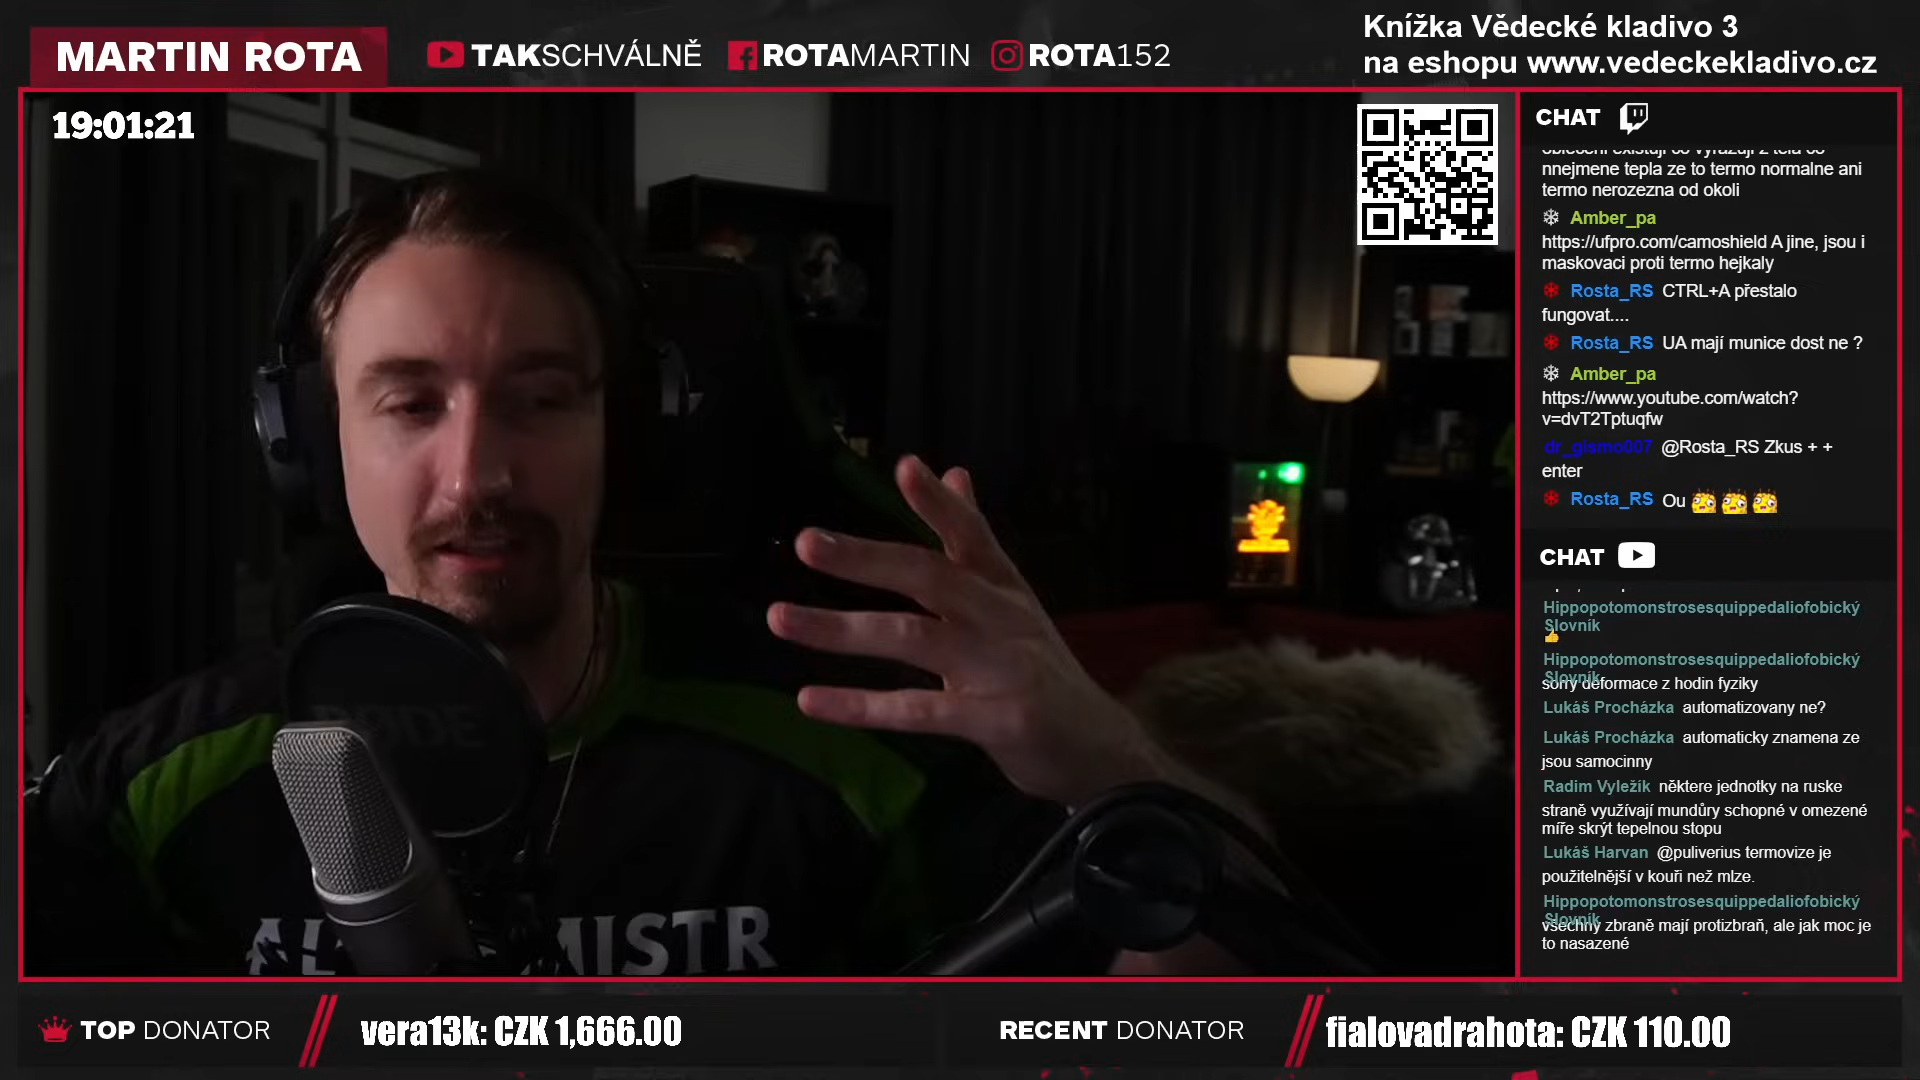 MARTIN ROTA
TAKSCHVÁLNĚ
ROTAMARTIN
ROTA152
Knížka Vědecké kladivo 3
na eshopu www.vedeckekladivo.cz
19:01:21
CHAT
nnejmene tepla ze to termo normalne ani
termo nerozezna od okoli
Amber_pa
https://ufpro.com/camoshield A jine, jsou i
maskovaci proti termo hejkaly
Rosta_RS CTRL+A přestalo
fungovat....
Rosta_RS UA mají munice dost ne ?
Amber_pa
https://www.youtube.com/watch?
v=dvT2Tptuqfw
dr_gismo007 @Rosta_RS Zkus + +
enter
Rosta_RS Ou
CHAT
Hippopotomonstrosesquippedaliofobický
Slovník
Hippopotomonstrosesquippedaliofobický
Slovník
sorry deformace z hodin fyziky
Lukáš Procházka automatizovany ne?
Lukáš Procházka automaticky znamena ze
jsou samocinny
Radim Vyležík některe jednotky na ruske
straně využívají mundůry schopné v omezené
míře skrýt tepelnou stopu
Lukáš Harvan @puliverius termovize je
použitelnější v kouři než mlze.
Hippopotomonstrosesquippedaliofobický
Slovník
všechny zbraně mají protizbraň, ale jak moc je
to nasazené
RØDE
MISTR
TOP DONATOR
vera13k: CZK 1,666.00
RECENT DONATOR
fialovadrahota: CZK 110.00